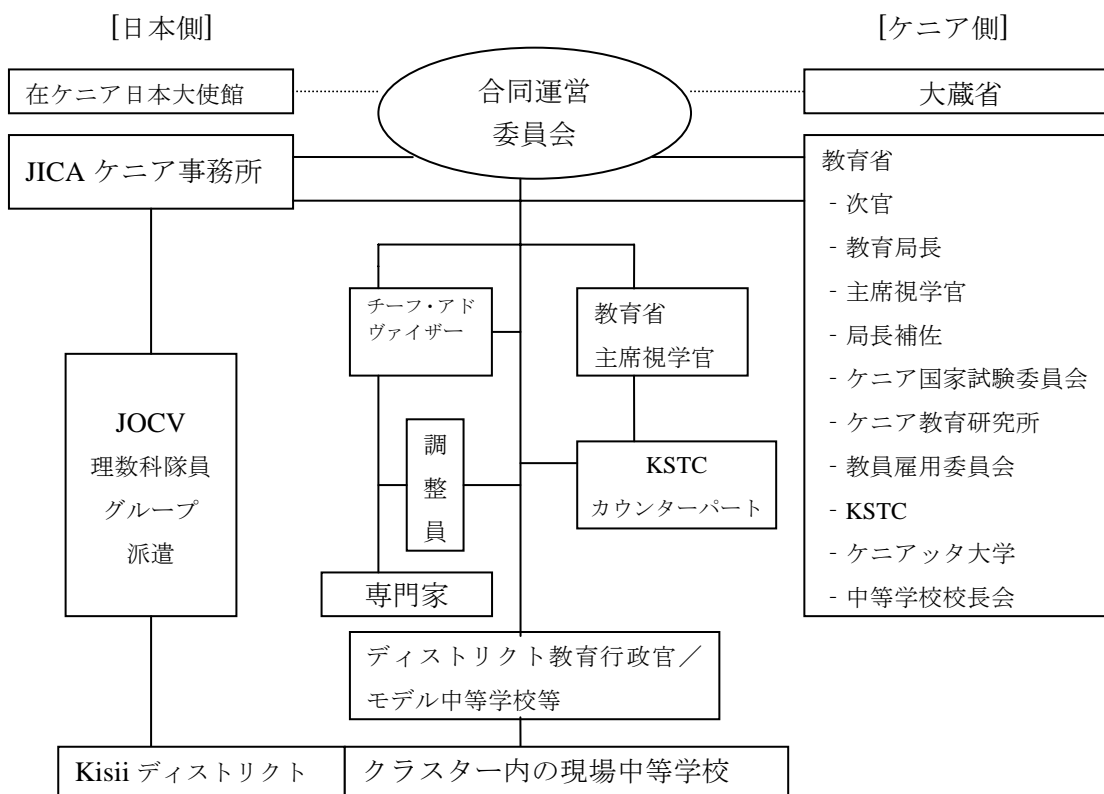 [日本側]
[ケニア側]
在ケニア日本大使館
合同運営
委員会
大蔵省
JICA ケニア事務所
教育省
- 次官
- 教育局長
- 主席視学官
- 局長補佐
- ケニア国家試験委員会
- ケニア教育研究所
- 教員雇用委員会
- KSTC
- ケニアッタ大学
- 中等学校校長会
チーフ・アド
ヴァイザー
教育省
主席視学官
JOCV
理数科隊員
グループ
派遣
調
整
員
KSTC
カウンターパート
専門家
ディストリクト教育行政官／
モデル中等学校等
Kisii ディストリクト
クラスター内の現場中等学校